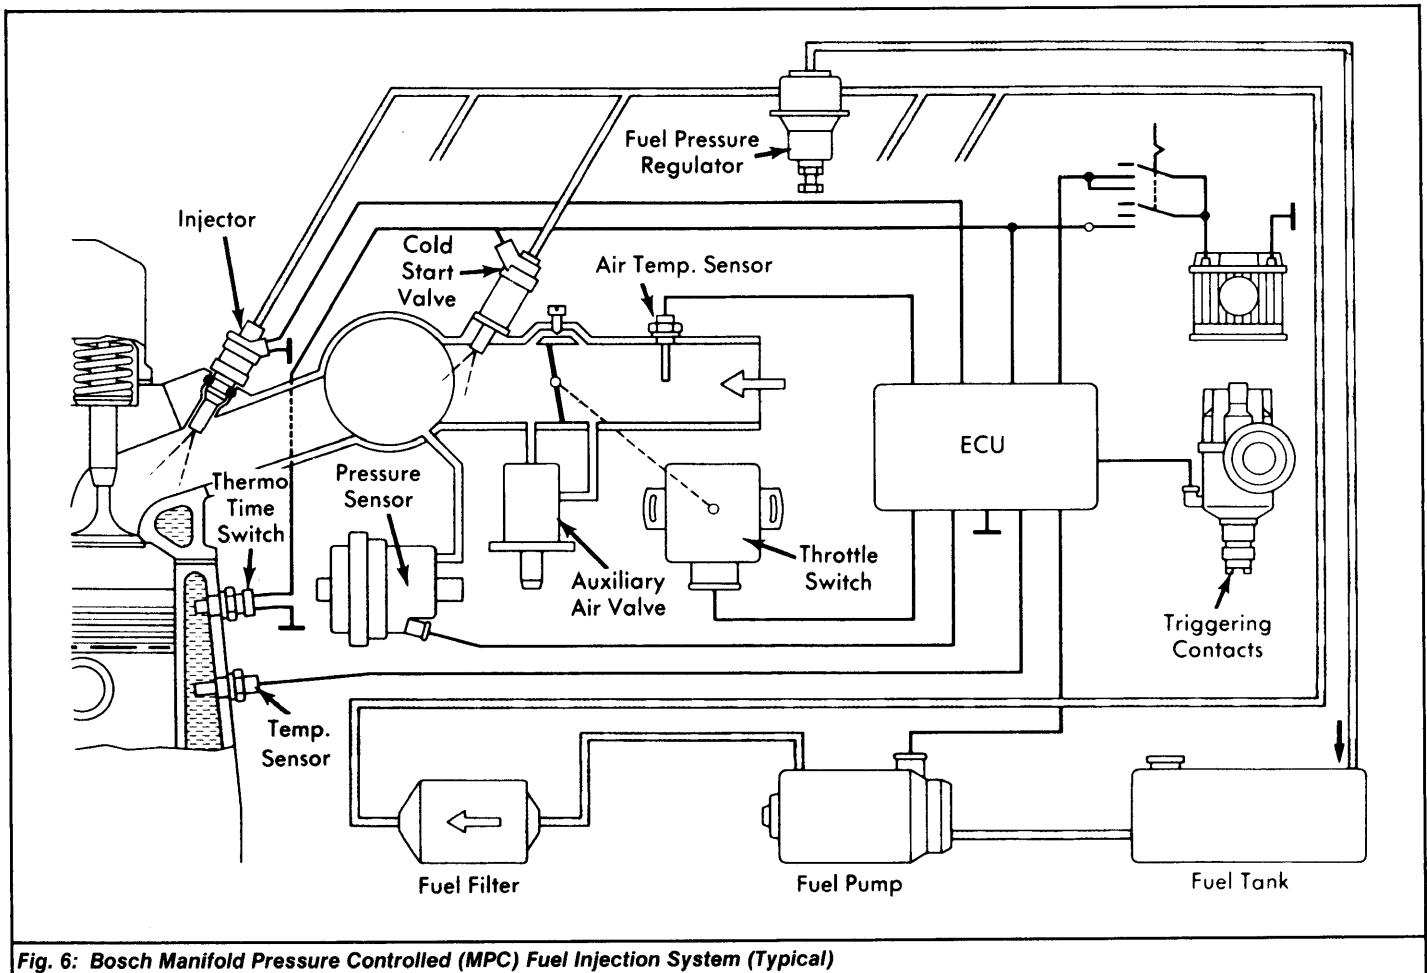 Fuel Pressure
Regulator
Injector
Cold
Start
Valve
Air Temp. Sensor
ECU
Thermo
Time
Switch
Pressure
Sensor
Auxiliary
Air Valve
Throttle
Switch
Triggering
Contacts
Temp.
Sensor
Fuel Filter
Fuel Pump
Fuel Tank
Fig. 6: Bosch Manifold Pressure Controlled (MPC) Fuel Injection System (Typical)